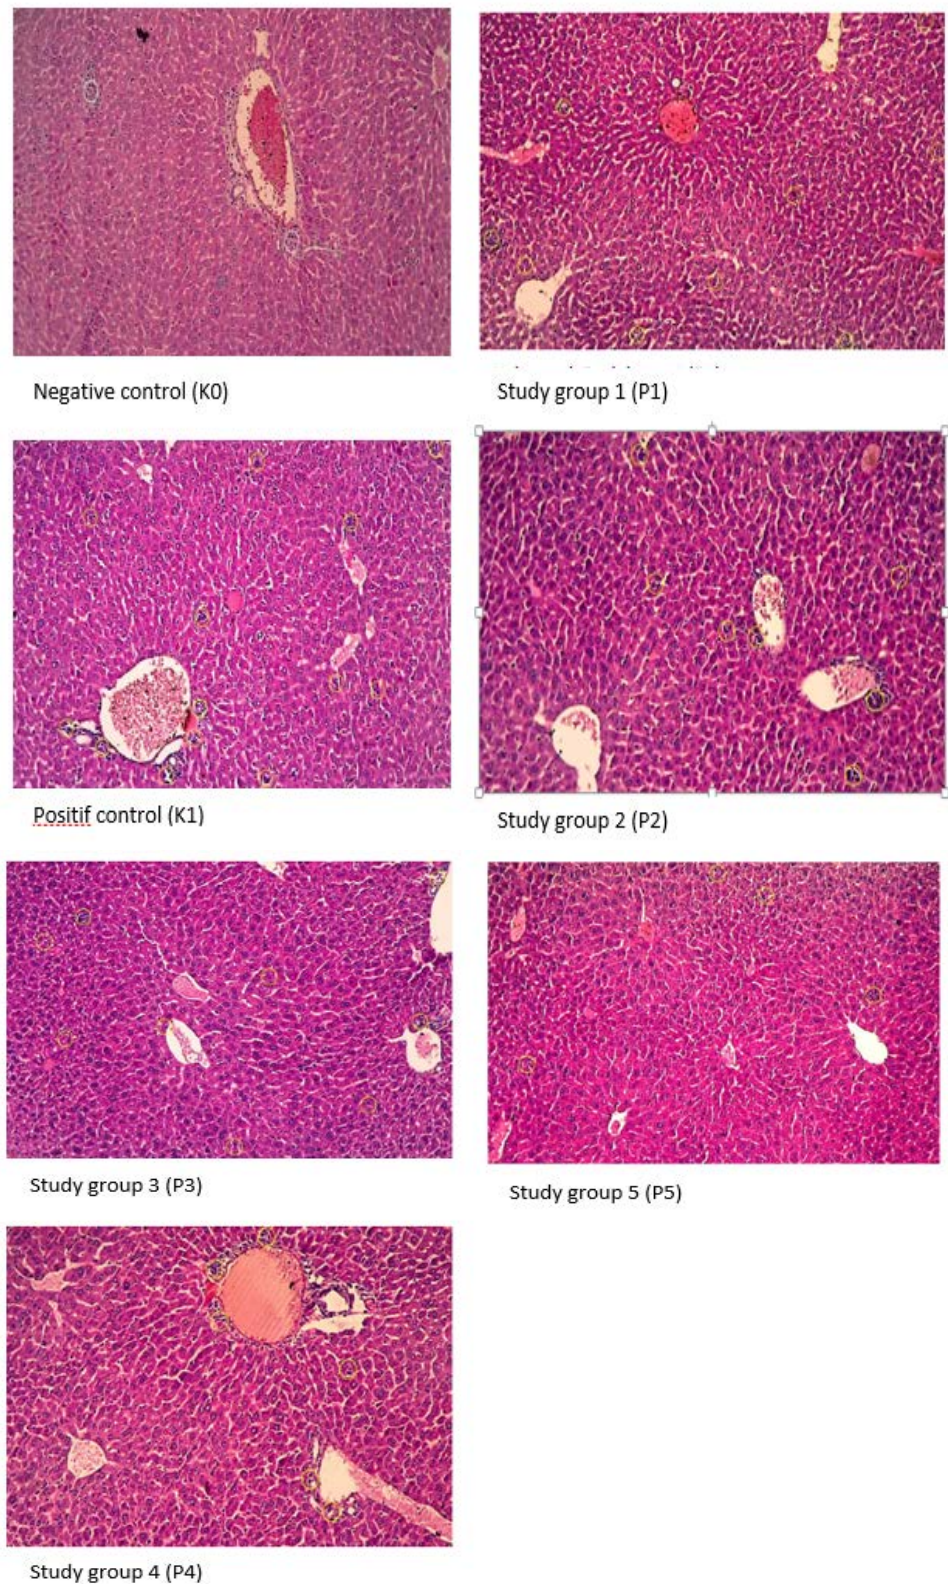 Negative control (K0)
Study group 1 (P1)
Positif control (K1)
Study group 2 (P2)
Study group 3 (P3)
Study group 5 (P5)
Study group 4 (P4)